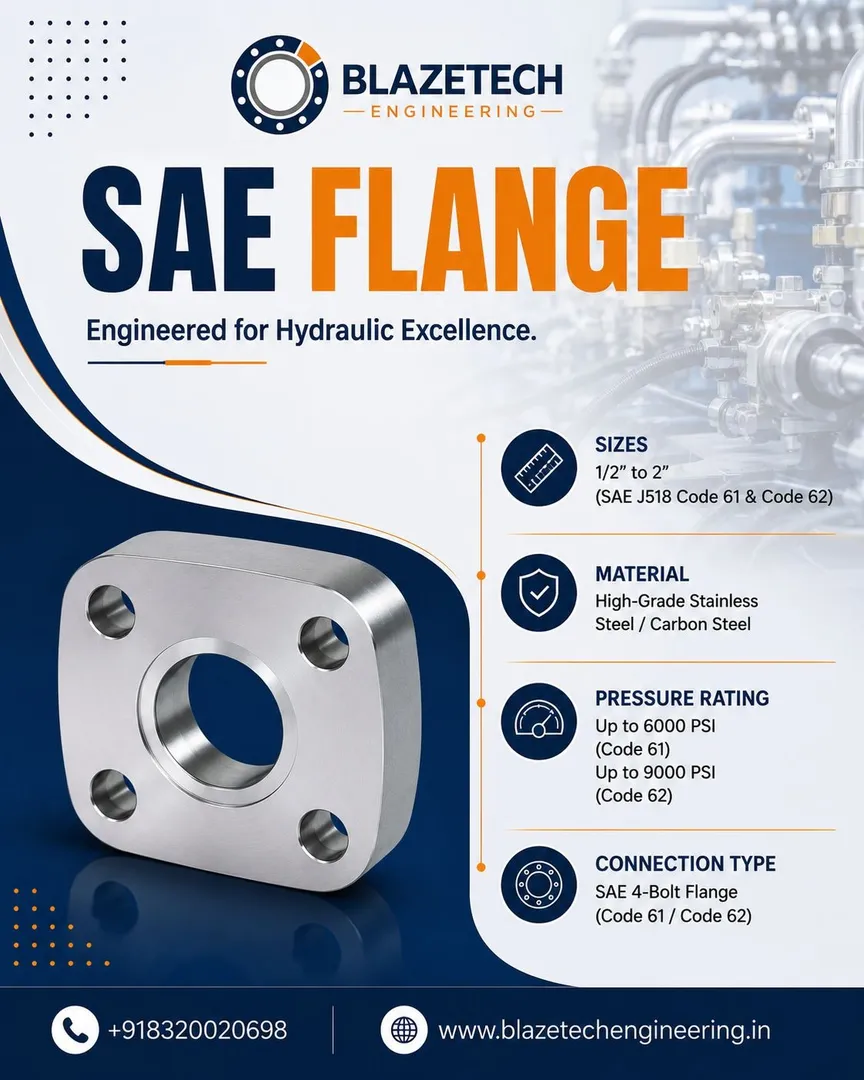 BLAZETECH
ENGINEERING
SAE FLANGE
Engineered for Hydraulic Excellence.
SIZES
1/2” to 2”
(SAE J518 Code 61 & Code 62)
MATERIAL
High-Grade Stainless
Steel / Carbon Steel
PRESSURE RATING
Up to 6000 PSI
(Code 61)
Up to 9000 PSI
(Code 62)
CONNECTION TYPE
SAE 4-Bolt Flange
(Code 61 / Code 62)
+918320020698
www.blazetechengineering.in